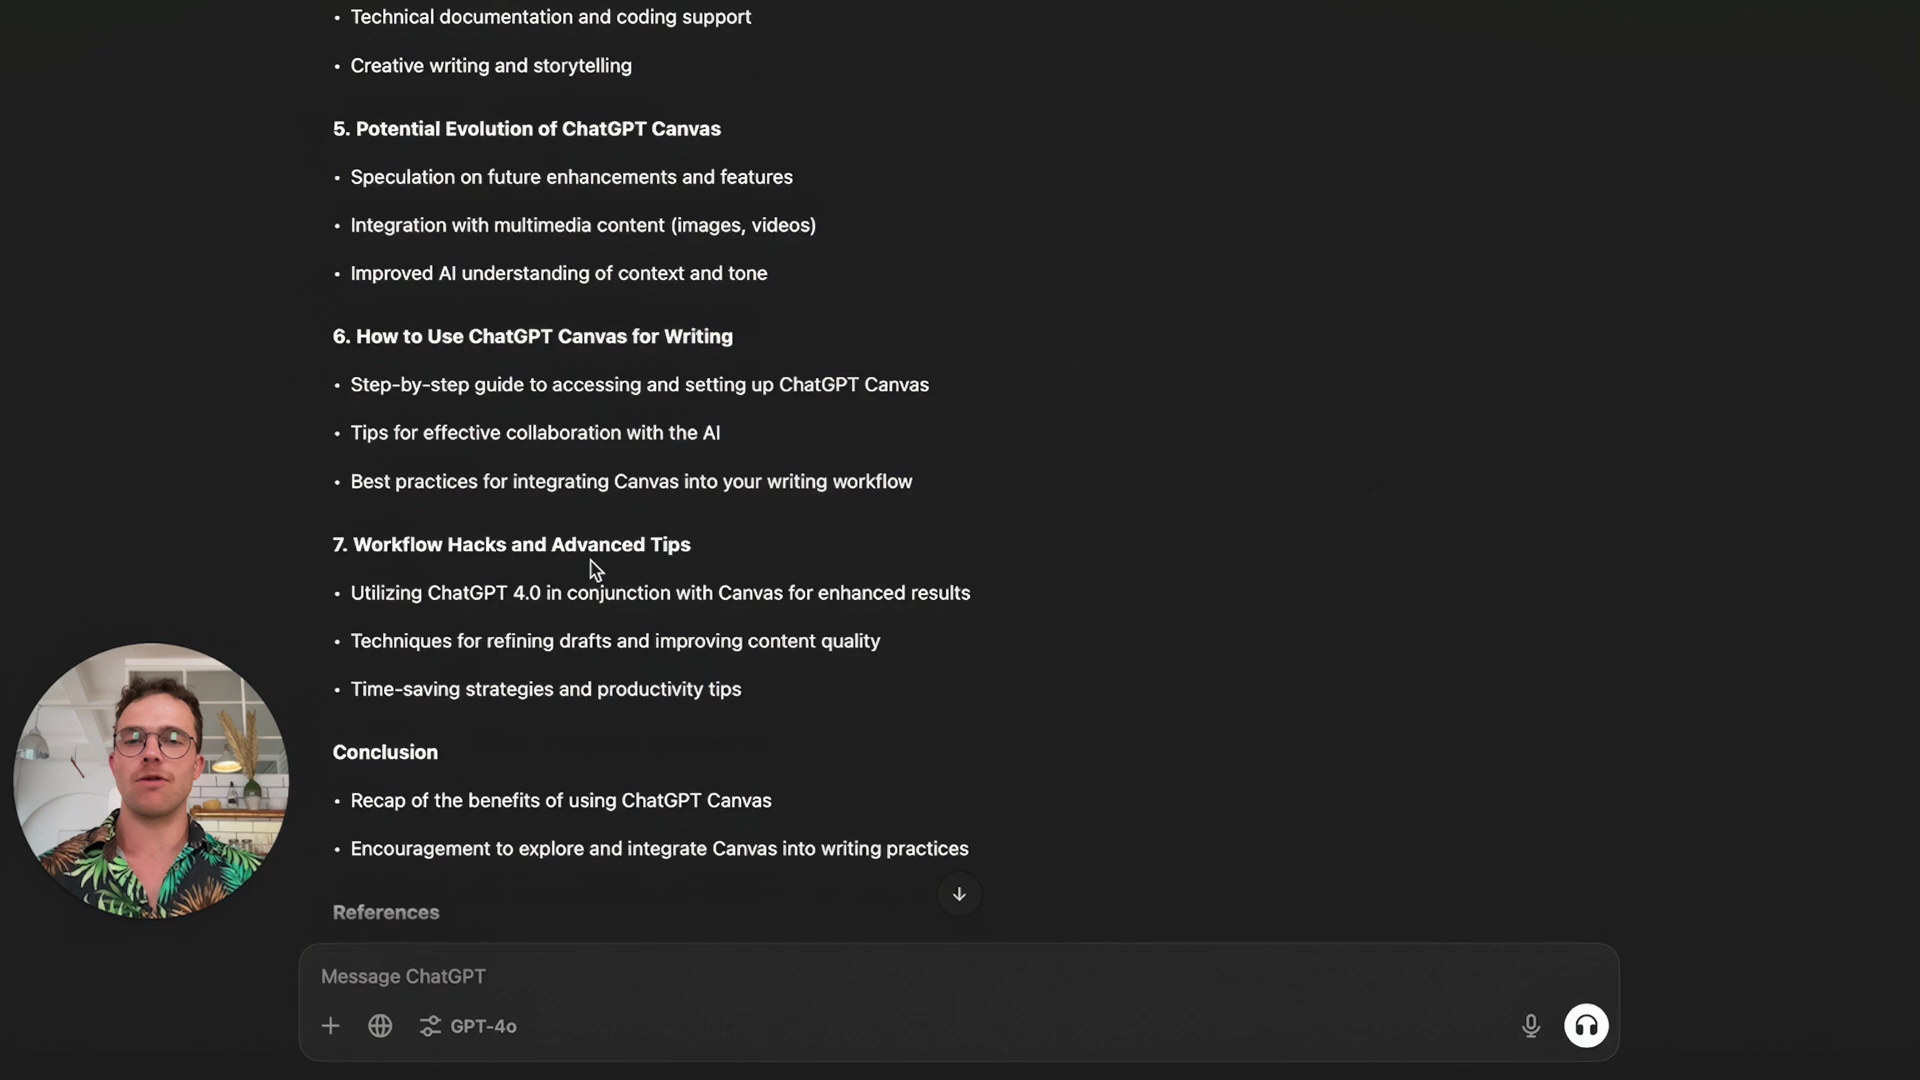 • Technical documentation and coding support
• Creative writing and storytelling
5. Potential Evolution of ChatGPT Canvas
• Speculation on future enhancements and features
• Integration with multimedia content (images, videos)
• Improved AI understanding of context and tone
6. How to Use ChatGPT Canvas for Writing
• Step-by-step guide to accessing and setting up ChatGPT Canvas
• Tips for effective collaboration with the AI
• Best practices for integrating Canvas into your writing workflow
7. Workflow Hacks and Advanced Tips
• Utilizing ChatGPT 4.0 in conjunction with Canvas for enhanced results
• Techniques for refining drafts and improving content quality
• Time-saving strategies and productivity tips
Conclusion
• Recap of the benefits of using ChatGPT Canvas
• Encouragement to explore and integrate Canvas into writing practices
References
Message ChatGPT
GPT-4o